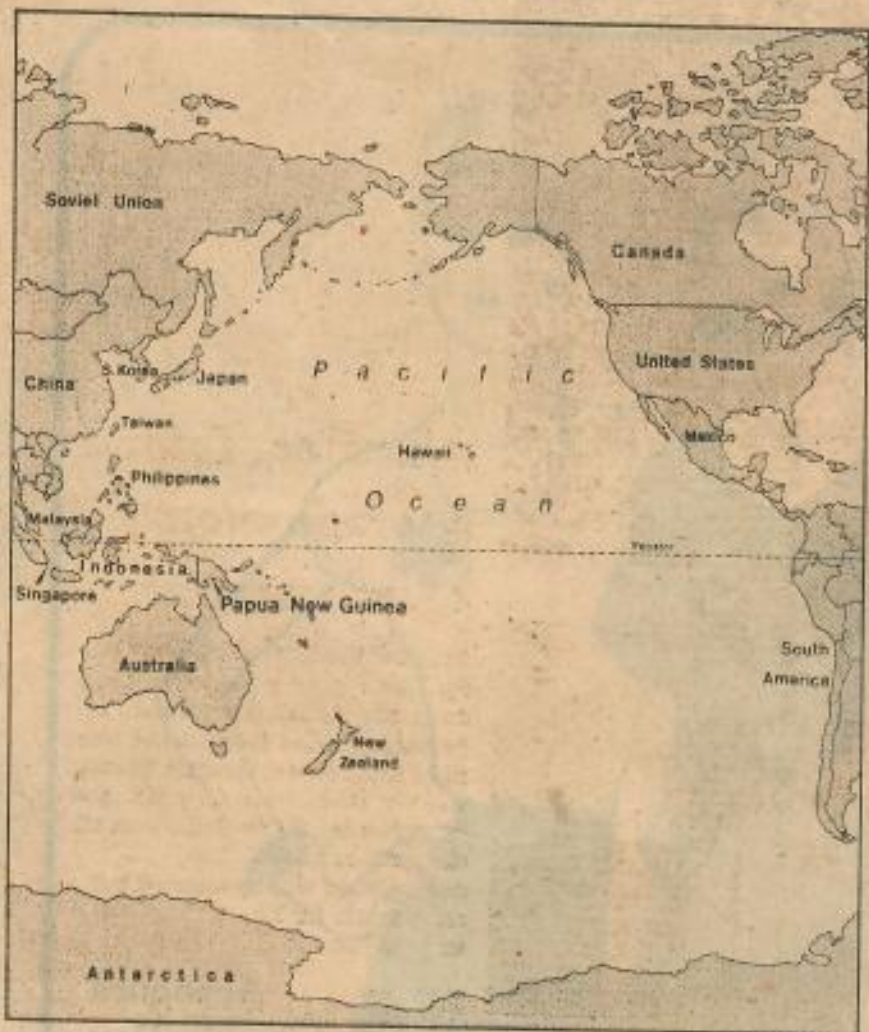 Soviet Union
Canada
United States
S. Korea
Japan
China
Pacific
Mexico
Taiwan
Hawaii
Philippines
Ocean
Malaysia
Equator
Indonesia
Singapore
Papua New Guinea
Australia
South
America
New
Zealand
Antarctica